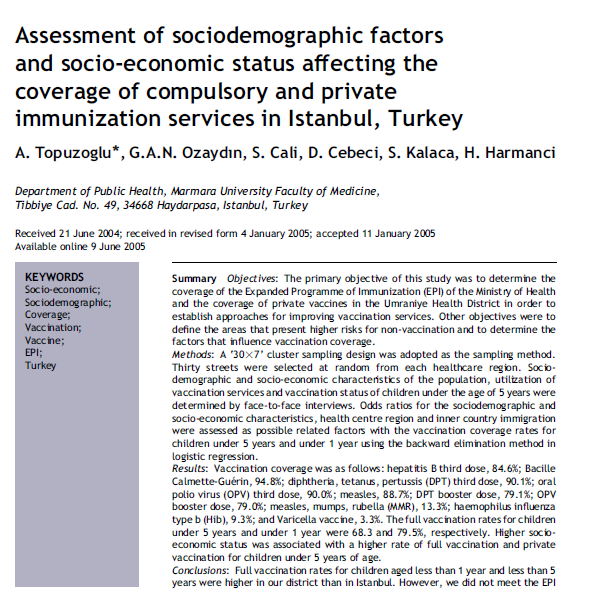 Assessment of sociodemographic factors
and socio-economic status affecting the
coverage of compulsory and private
immunization services in Istanbul, Turkey
A. Topuzoglu*, G.A.N. Ozaydın, S. Cali, D. Cebeci, S. Kalaca, H. Harmanci
Department of Public Health, Marmara University Faculty of Medicine,
Tibbiye Cad. No. 49, 34668 Haydarpasa, Istanbul, Turkey
Received 21 June 2004; received in revised form 4 January 2005; accepted 11 January 2005
Available online 9 June 2005
KEYWORDS
Socio-economic;
Sociodemographic;
Coverage;
Vaccination;
Vaccine;
EPI;
Turkey
Summary Objectives: The primary objective of this study was to determine the
coverage of the Expanded Programme of Immunization (EPI) of the Ministry of Health
and the coverage of private vaccines in the Umraniye Health District in order to
establish approaches for improving vaccination services. Other objectives were to
define the areas that present higher risks for non-vaccination and to determine the
factors that influence vaccination coverage.
Methods: A '30×7' cluster sampling design was adopted as the sampling method.
Thirty streets were selected at random from each healthcare region. Socio-
demographic and socio-economic characteristics of the population, utilization of
vaccination services and vaccination status of children under the age of 5 years were
determined by face-to-face interviews. Odds ratios for the sociodemographic and
socio-economic characteristics, health centre region and inner country immigration
were assessed as possible related factors with the vaccination coverage rates for
children under 5 years and under 1 year using the backward elimination method in
logistic regression.
Results: Vaccination coverage was as follows: hepatitis B third dose, 84.6%; Bacille
Calmette-Guérin, 94.8%; diphtheria, tetanus, pertussis (DPT) third dose, 90.1%; oral
polio virus (OPV) third dose, 90.0%; measles, 88.7%; DPT booster dose, 79.1%; OPV
booster dose, 79.0%; measles, mumps, rubella (MMR), 13.3%; haemophilus influenza
type b (Hib), 9.3%; and Varicella vaccine, 3.3%. The full vaccination rates for children
under 5 years and under 1 year were 68.3 and 79.5%, respectively. Higher socio-
economic status was associated with a higher rate of full vaccination and private
vaccination for children under 5 years of age.
Conclusions: Full vaccination rates for children aged less than 1 year and less than 5
years were higher in our district than in Istanbul. However, we did not meet the EPI